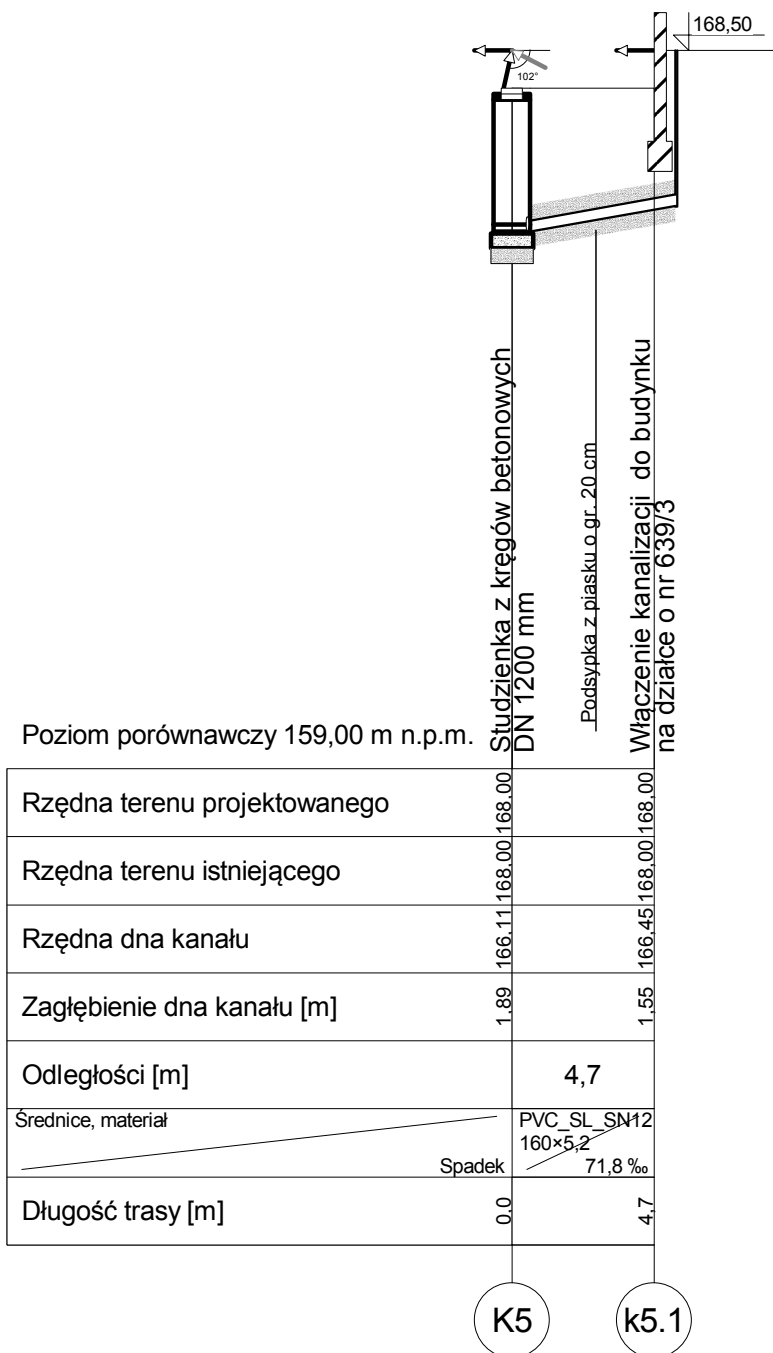 168,50
102°
Studzienka z kręgów betonowych
DN 1200 mm
Podsypka z piasku o gr. 20 cm
Włączenie kanalizacji do budynku
na działce o nr 639/3
Poziom porównawczy 159,00 m n.p.m.
Rzędna terenu projektowanego 168,00 168,00
Rzędna terenu istniejącego 168,00 168,00
Rzędna dna kanału 166,11 166,45
Zagłębienie dna kanału [m] 1,89 1,55
Odległości [m] 4,7
Średnice, materiał PVC_SL_SN12
160×5,2
Spadek 71,8 ‰
Długość trasy [m] 0,0 4,7
K5 k5.1